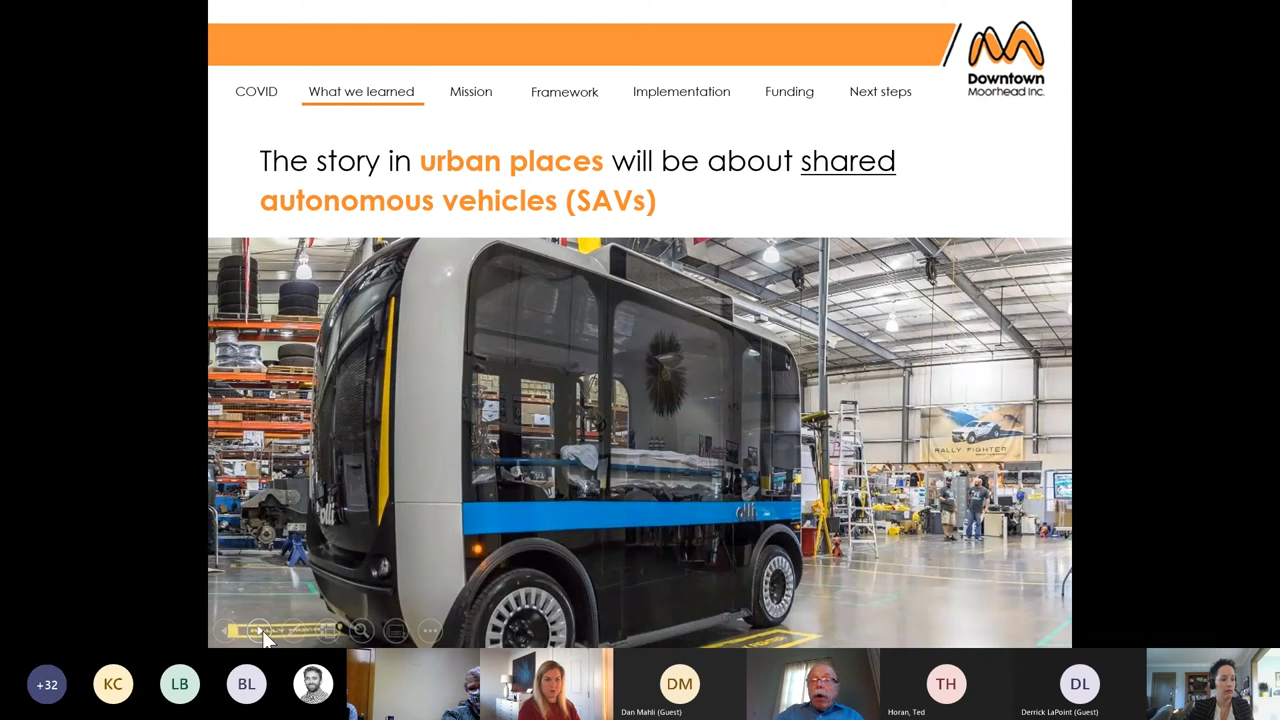 Downtown
Moorhead Inc.
COVID
What we learned
Mission
Framework
Implementation
Funding
Next steps
The story in urban places will be about shared
autonomous vehicles (SAVs)
RALLY FIGHTER
olli
olli
+32
KC
LB
BL
DM
Dan Mahli (Guest)
TH
Horan, Ted
DL
Derrick LaPoint (Guest)